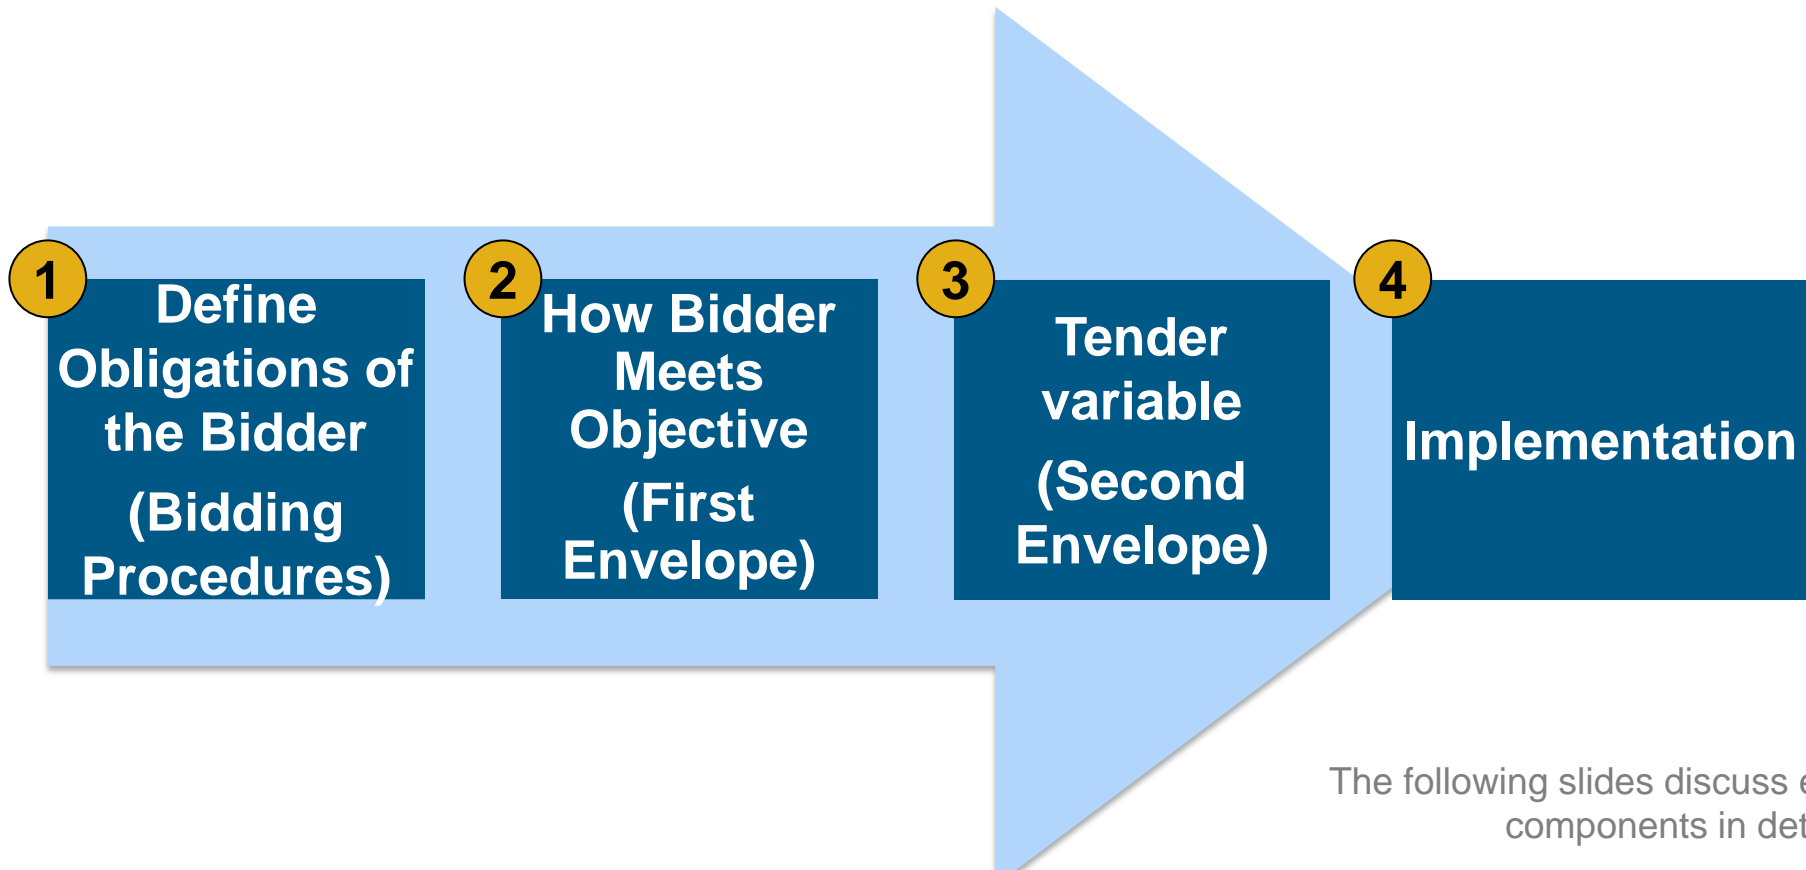 1
Define
Obligations of
the Bidder
(Bidding
Procedures)
2
How Bidder
Meets
Objective
(First
Envelope)
3
Tender
variable
(Second
Envelope)
4
Implementation
The following slides discuss
components in